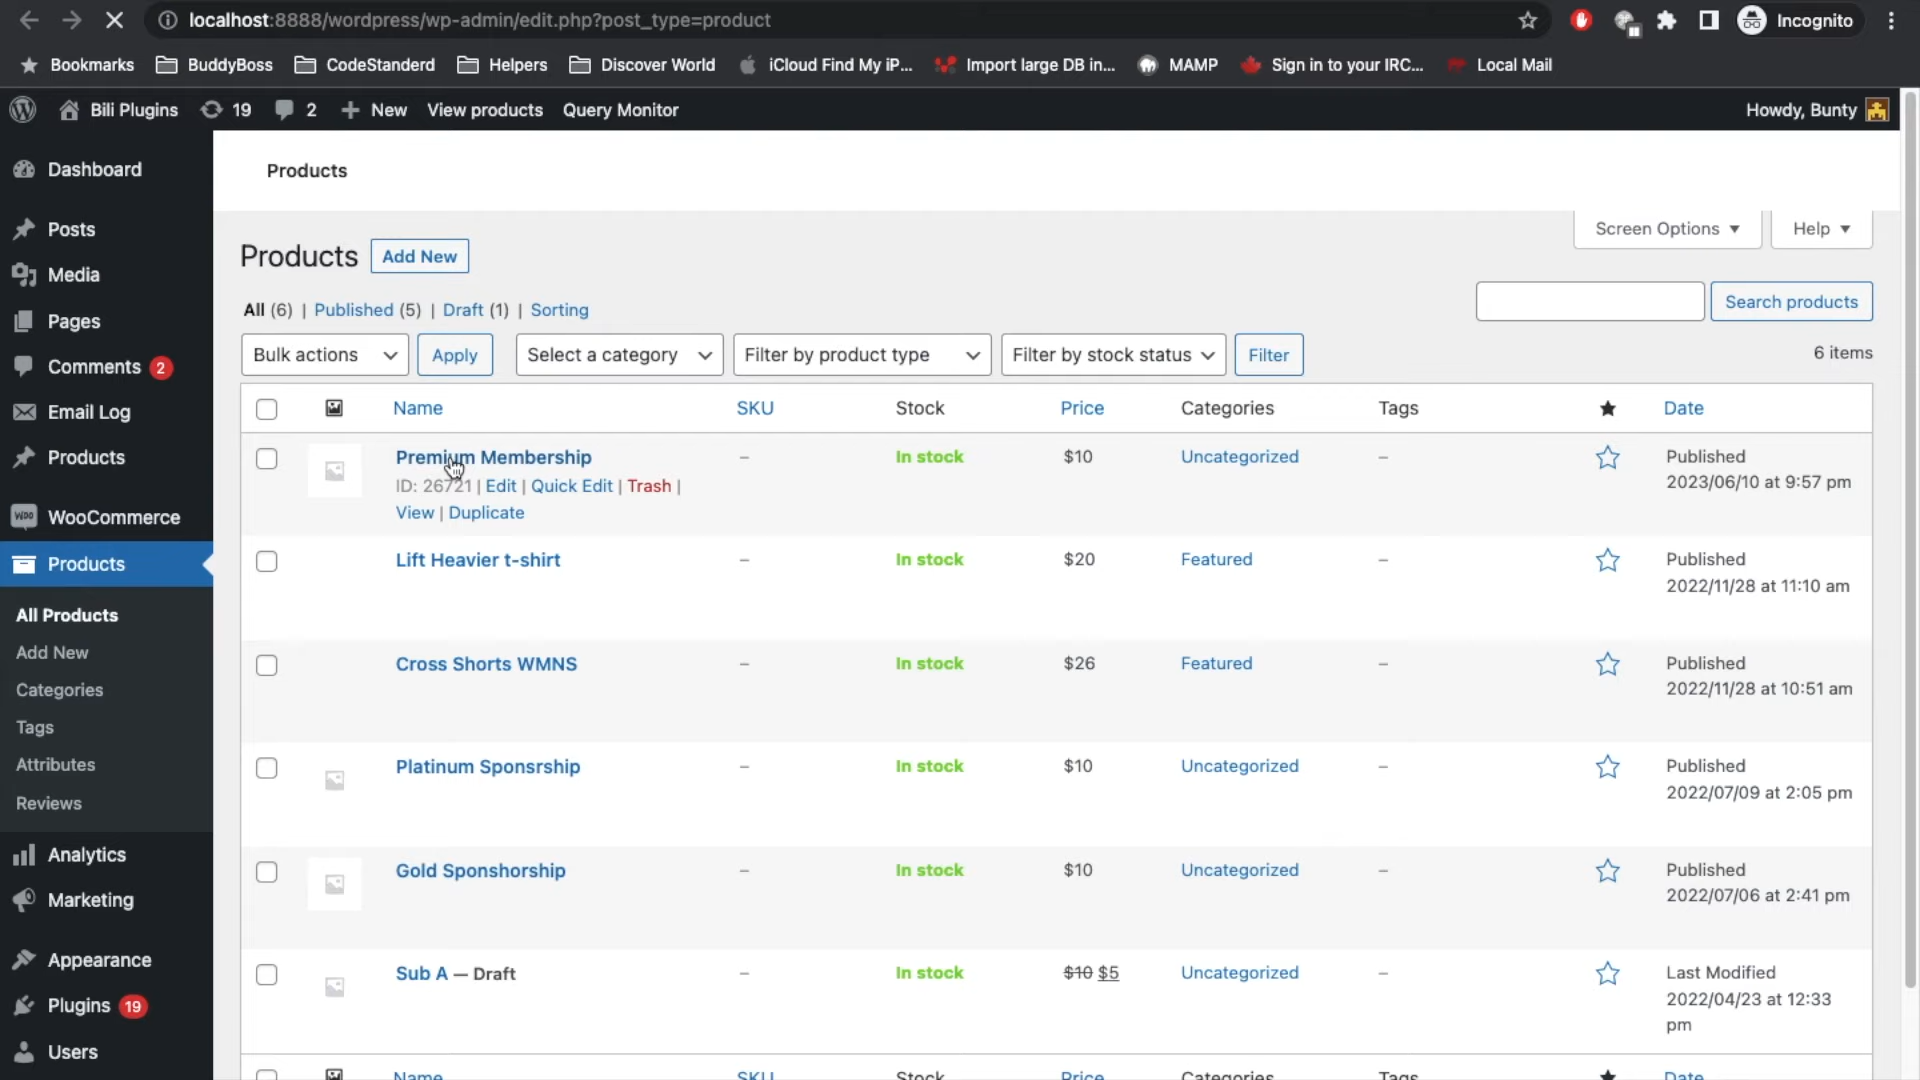 localhost:8888/wordpress/wp-admin/edit.php?post_type=product
Incognito
Bookmarks BuddyBoss CodeStanderd Helpers Discover World iCloud Find My iP... Import large DB in... MAMP Sign in to your IRC... Local Mail
Bili Plugins 19 2 + New View products Query Monitor Howdy, Bunty
Dashboard
Posts
Media
Pages
Comments 2
Email Log
Products
WOO WooCommerce
Products
All Products
Add New
Categories
Tags
Attributes
Reviews
Analytics
Marketing
Appearance
Plugins 19
Users
Products
Screen Options ▼ Help ▼
Products Add New
All (6) | Published (5) | Draft (1) | Sorting
Search products
Bulk actions Apply Select a category Filter by product type Filter by stock status Filter 6 items
Name SKU Stock Price Categories Tags ★ Date
Premium Membership – In stock $10 Uncategorized – Published
ID: 26721 | Edit | Quick Edit | Trash | 2023/06/10 at 9:57 pm
View | Duplicate
Lift Heavier t-shirt – In stock $20 Featured – Published
2022/11/28 at 11:10 am
Cross Shorts WMNS – In stock $26 Featured – Published
2022/11/28 at 10:51 am
Platinum Sponsrship – In stock $10 Uncategorized – Published
2022/07/09 at 2:05 pm
Gold Sponshorship – In stock $10 Uncategorized – Published
2022/07/06 at 2:41 pm
Sub A — Draft – In stock $10 $5 Uncategorized – Last Modified
2022/04/23 at 12:33
pm
Name SKU Stock Price Categories Tags ★ Date